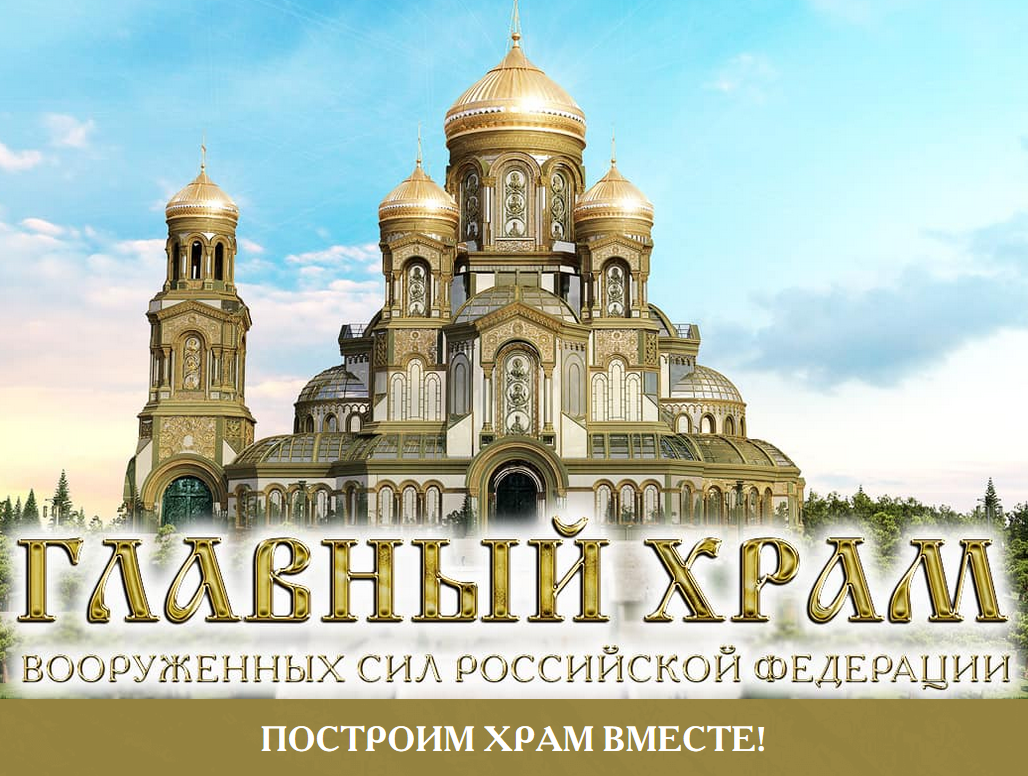 ГЛАВНЫЙ ХРАМ
ВООРУЖЕННЫХ СИЛ РОССИЙСКОЙ ФЕДЕРАЦИИ
ПОСТРОИМ ХРАМ ВМЕСТЕ!